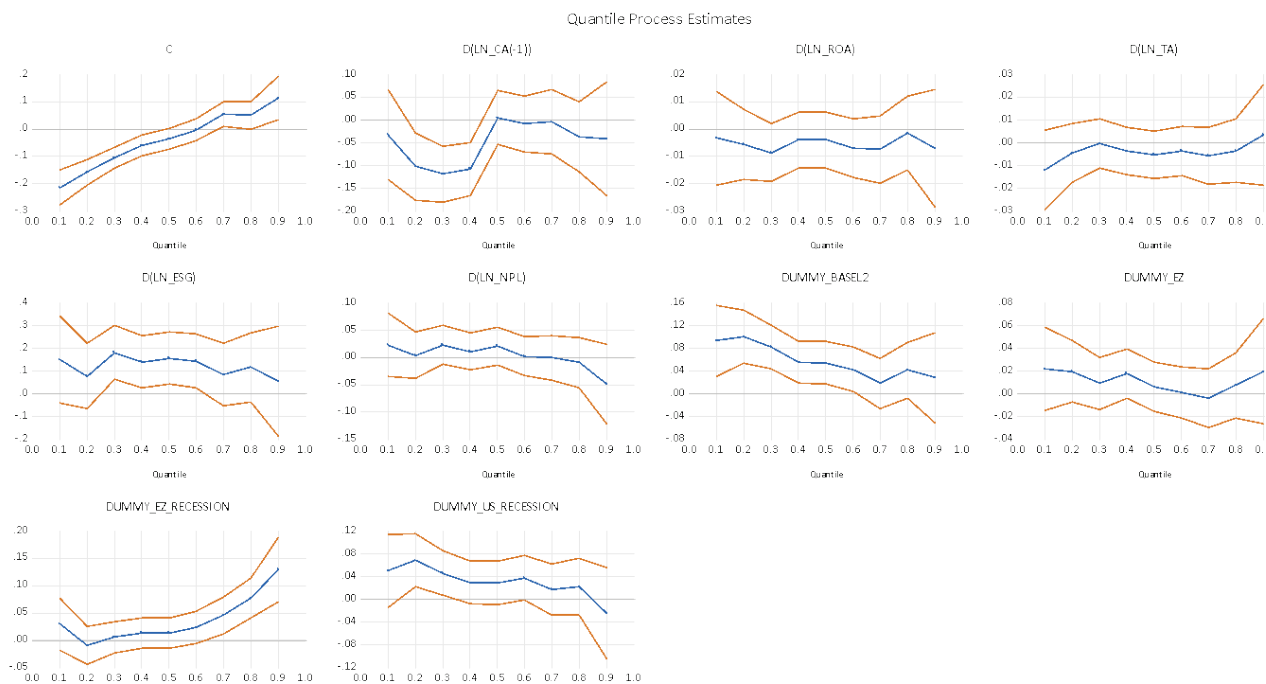 Quantile Process Estimates
C
.2
.1
.0
-.1
-.2
-.3
0.0 0.1 0.2 0.3 0.4 0.5 0.6 0.7 0.8 0.9 1.0
Quantile
D(LN_CA(-1))
.10
.05
.00
-.05
-.10
-.15
-.20
0.0 0.1 0.2 0.3 0.4 0.5 0.6 0.7 0.8 0.9 1.0
Quantile
D(LN_ROA)
.02
.01
.00
-.01
-.02
-.03
0.0 0.1 0.2 0.3 0.4 0.5 0.6 0.7 0.8 0.9 1.0
Quantile
D(LN_TA)
.03
.02
.01
.00
-.01
-.02
-.03
0.0 0.1 0.2 0.3 0.4 0.5 0.6 0.7 0.8
Quantile
D(LN_ESG)
.4
.3
.2
.1
.0
-.1
-.2
0.0 0.1 0.2 0.3 0.4 0.5 0.6 0.7 0.8 0.9 1.0
Quantile
D(LN_NPL)
.10
.05
.00
-.05
-.10
-.15
0.0 0.1 0.2 0.3 0.4 0.5 0.6 0.7 0.8 0.9 1.0
Quantile
DUMMY_BASEL2
.16
.12
.08
.04
.00
-.04
-.08
0.0 0.1 0.2 0.3 0.4 0.5 0.6 0.7 0.8 0.9 1.0
Quantile
DUMMY_EZ
.08
.06
.04
.02
.00
-.02
-.04
0.0 0.1 0.2 0.3 0.4 0.5 0.6 0.7 0.8
Quantile
DUMMY_EZ_RECESSION
.20
.15
.10
.05
.00
-.05
0.0 0.1 0.2 0.3 0.4 0.5 0.6 0.7 0.8 0.9 1.0
DUMMY_US_RECESSION
.12
.08
.04
.00
-.04
-.08
-.12
0.0 0.1 0.2 0.3 0.4 0.5 0.6 0.7 0.8 0.9 1.0